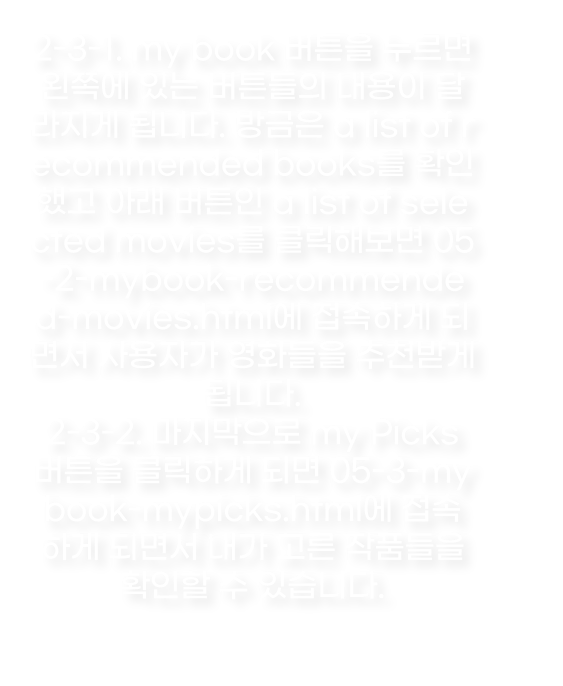 2-3-1. my book 버튼을 누르면
왼쪽에 있는 버튼들의 내용이 달
라지게 됩니다. 방금은 a list of r
ecommended books를 확인
했고 아래 버튼인 a list of sele
cted movies를 클릭해보면 05
-2-mybook-recommende
d-movies.html에 접속하게 되
면서 사용자가 영화들을 추천받게
됩니다.
2-3-2. 마지막으로 my Picks
버튼을 클릭하게 되면 05-3-my
book-mypicks.html에 접속
하게 되면서 내가 고른 작품들을
확인할 수 있습니다.